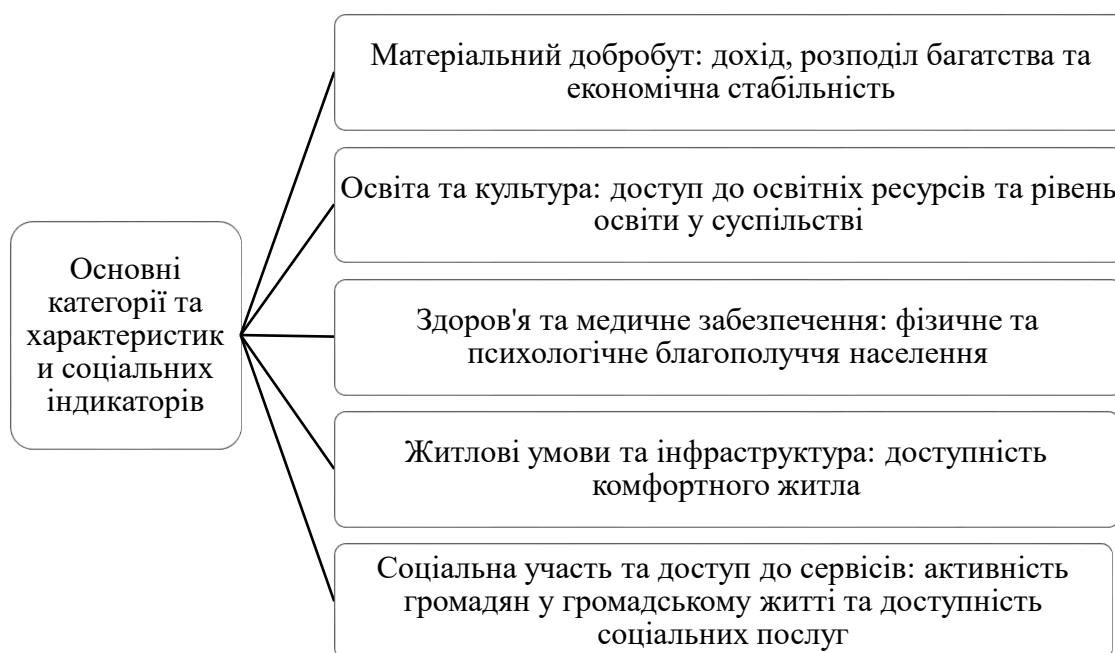 Матеріальний добробут: дохід, розподіл багатства та
економічна стабільність
Освіта та культура: доступ до освітніх ресурсів та рівень
освіти у суспільстві
Основні
категорії та
характеристик
и соціальних
індикаторів
Здоров'я та медичне забезпечення: фізичне та
психологічне благополуччя населення
Житлові умови та інфраструктура: доступність
комфортного житла
Соціальна участь та доступ до сервісів: активність
громадян у громадському житті та доступність
соціальних послуг